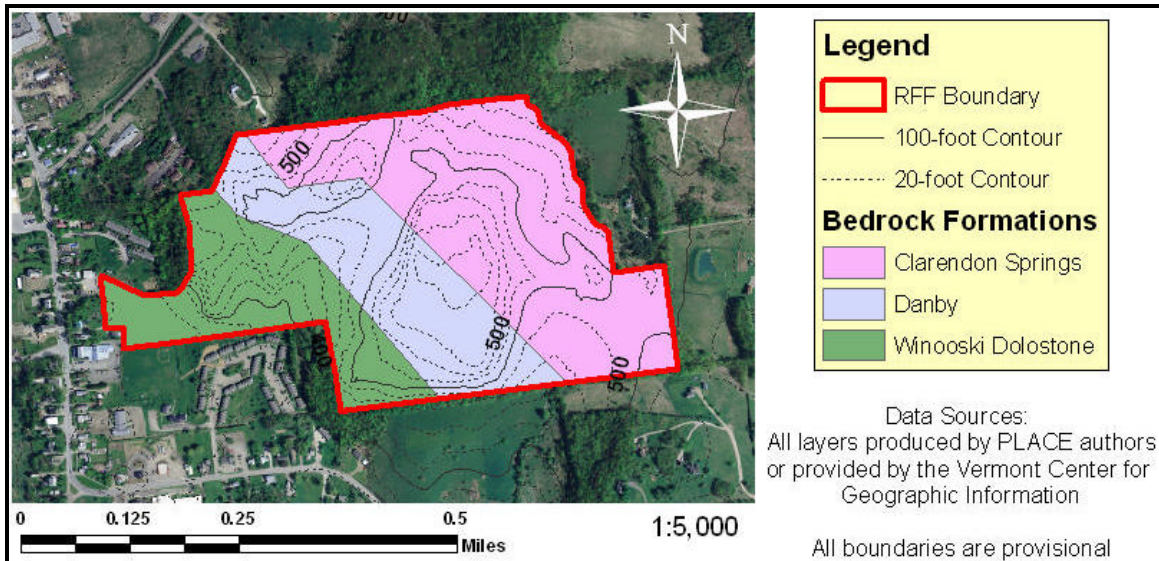 500
N
500
500
500
500
0 0.125 0.25 0.5
Miles
1:5,000
Legend
RFF Boundary
100-foot Contour
20-foot Contour
Bedrock Formations
Clarendon Springs
Danby
Winooski Dolostone
Data Sources:
All layers produced by PLACE authors
or provided by the Vermont Center for
Geographic Information
All boundaries are provisional